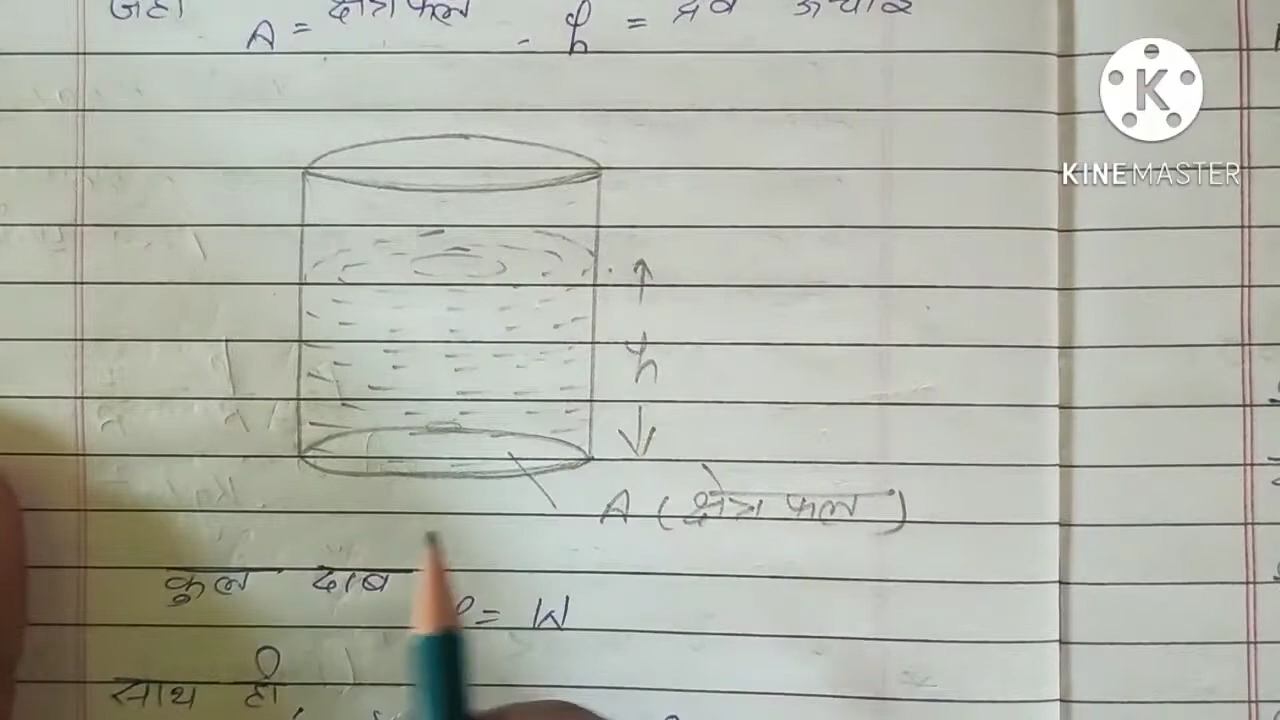 जहाँ A = क्षेत्रफल - h = द्रव ऊंचाई
KINEMASTER
h
A (क्षेत्रफल)
कुल दाब = W
साथ ही